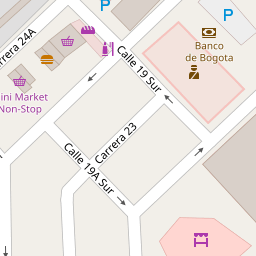 P
P
Carrera 24A
Calle 19 Sur
Banco
de Bogota
Mini Market
Non-Stop
Carrera 23
Calle 19A Sur